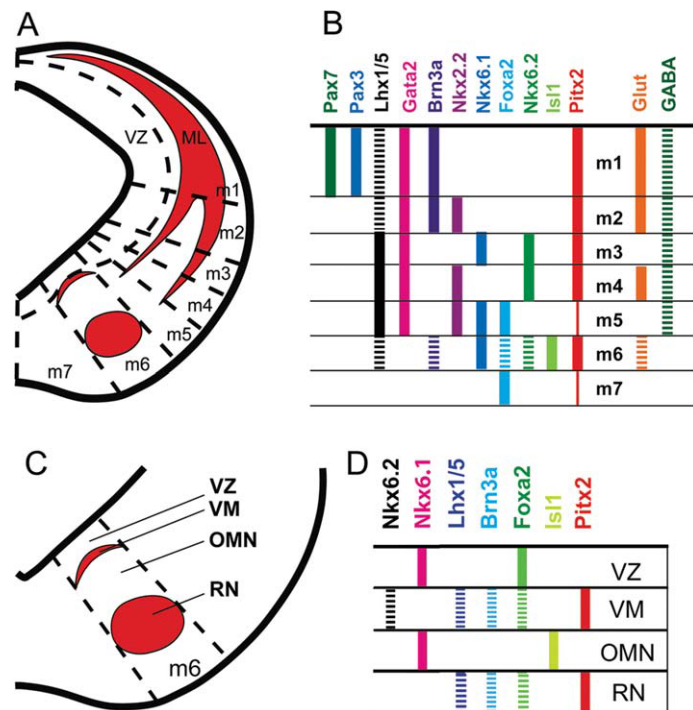 A
VZ
ML
m1
m2
m3
m4
m5
m6
m7
B
Pax7
Pax3
Lhx1/5
Gata2
Brn3a
Nkx2.2
Nkx6.1
Foxa2
Nkx6.2
Isl1
Pitx2
Glut
GABA
m1
m2
m3
m4
m5
m6
m7
C
VZ
VM
OMN
RN
m6
D
Nkx6.2
Nkx6.1
Lhx1/5
Brn3a
Foxa2
Isl1
Pitx2
VZ
VM
OMN
RN